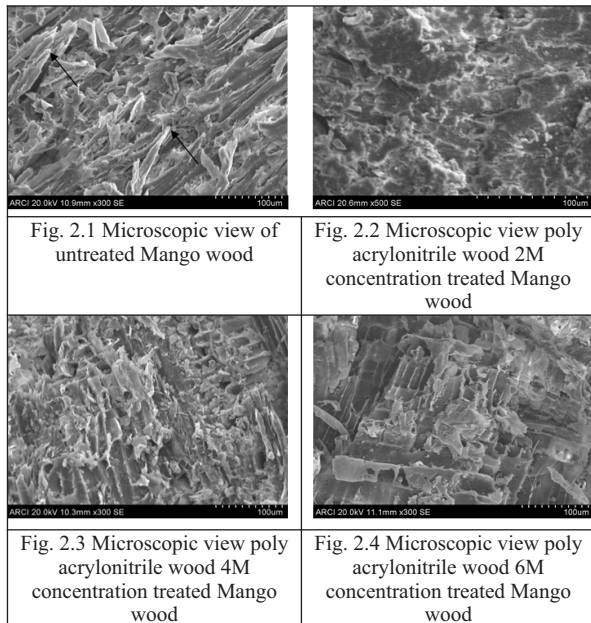 ARCI 20.0kV 10.9mm x300 SE 100um
ARCI 20.6mm x500 SE 100um
Fig. 2.1 Microscopic view of
untreated Mango wood
Fig. 2.2 Microscopic view poly
acrylonitrile wood 2M
concentration treated Mango
wood
ARCI 20.0kV 10.3mm x300 SE 100um
ARCI 20.0kV 11.1mm x300 SE 100um
Fig. 2.3 Microscopic view poly
acrylonitrile wood 4M
concentration treated Mango
wood
Fig. 2.4 Microscopic view poly
acrylonitrile wood 6M
concentration treated Mango
wood